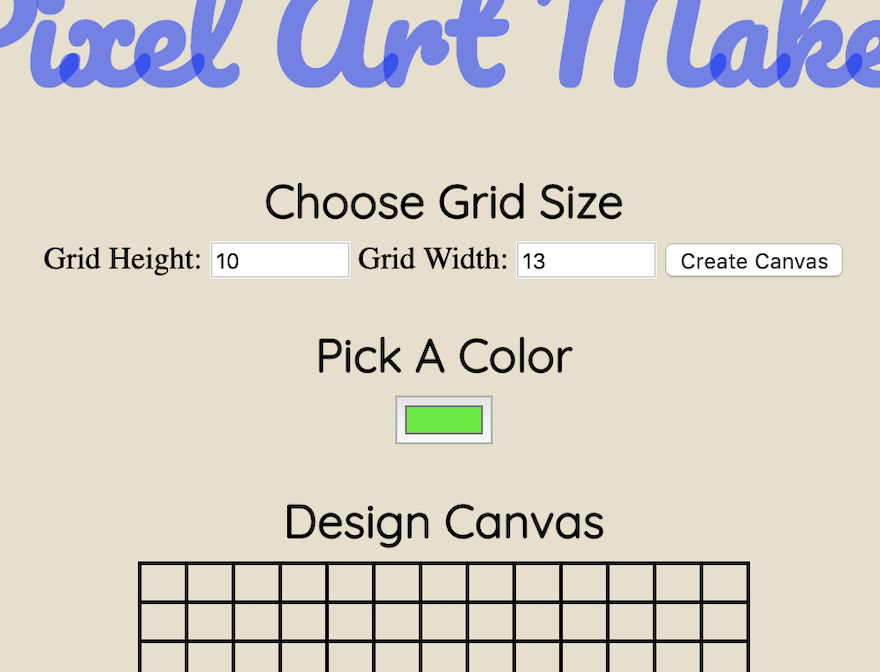 Pixel Art Make
Choose Grid Size
Grid Height: 10 Grid Width: 13 Create Canvas
Pick A Color
Design Canvas